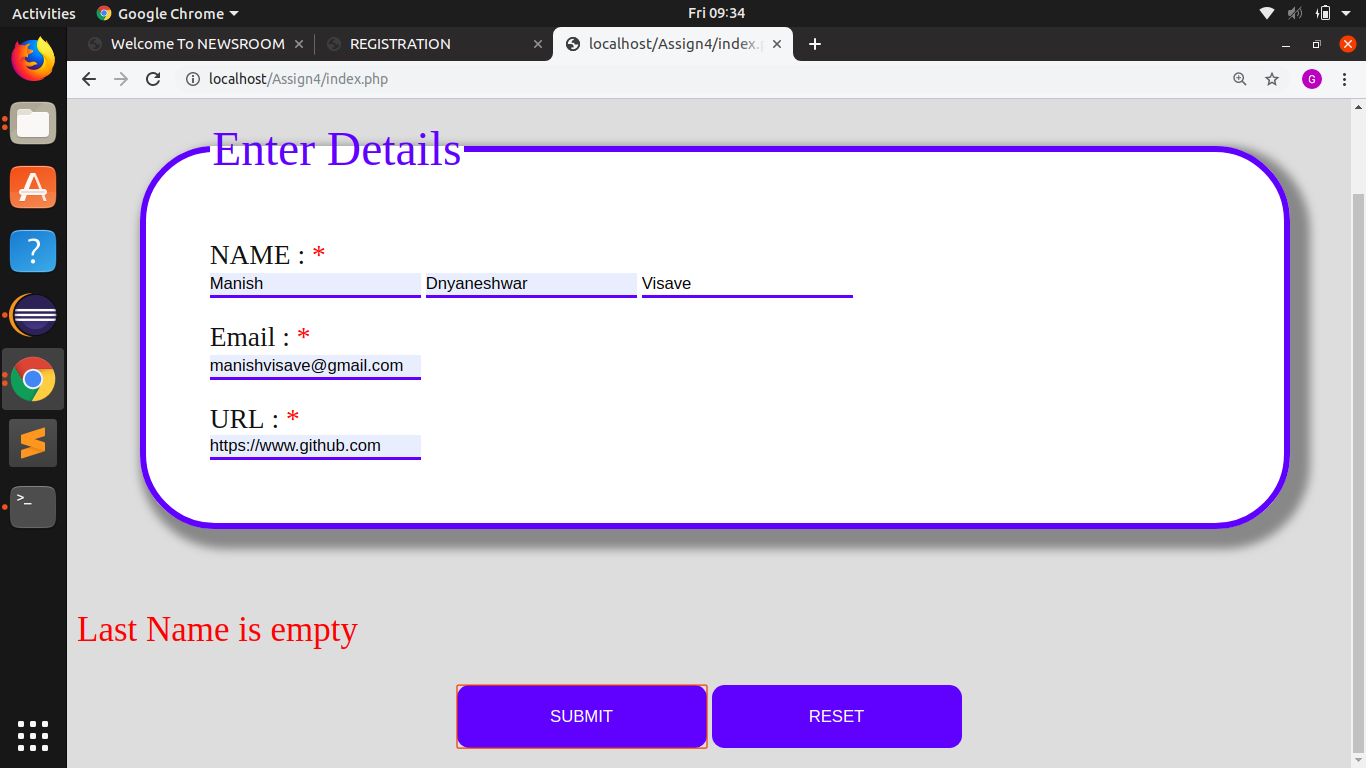 Activities Google Chrome Fri 09:34
Welcome To NEWSROOM REGISTRATION localhost/Assign4/index.p
localhost/Assign4/index.php G
Enter Details
NAME : *
Manish Dnyaneshwar Visave
Email : *
manishvisave@gmail.com
URL : *
https://www.github.com
Last Name is empty
SUBMIT RESET